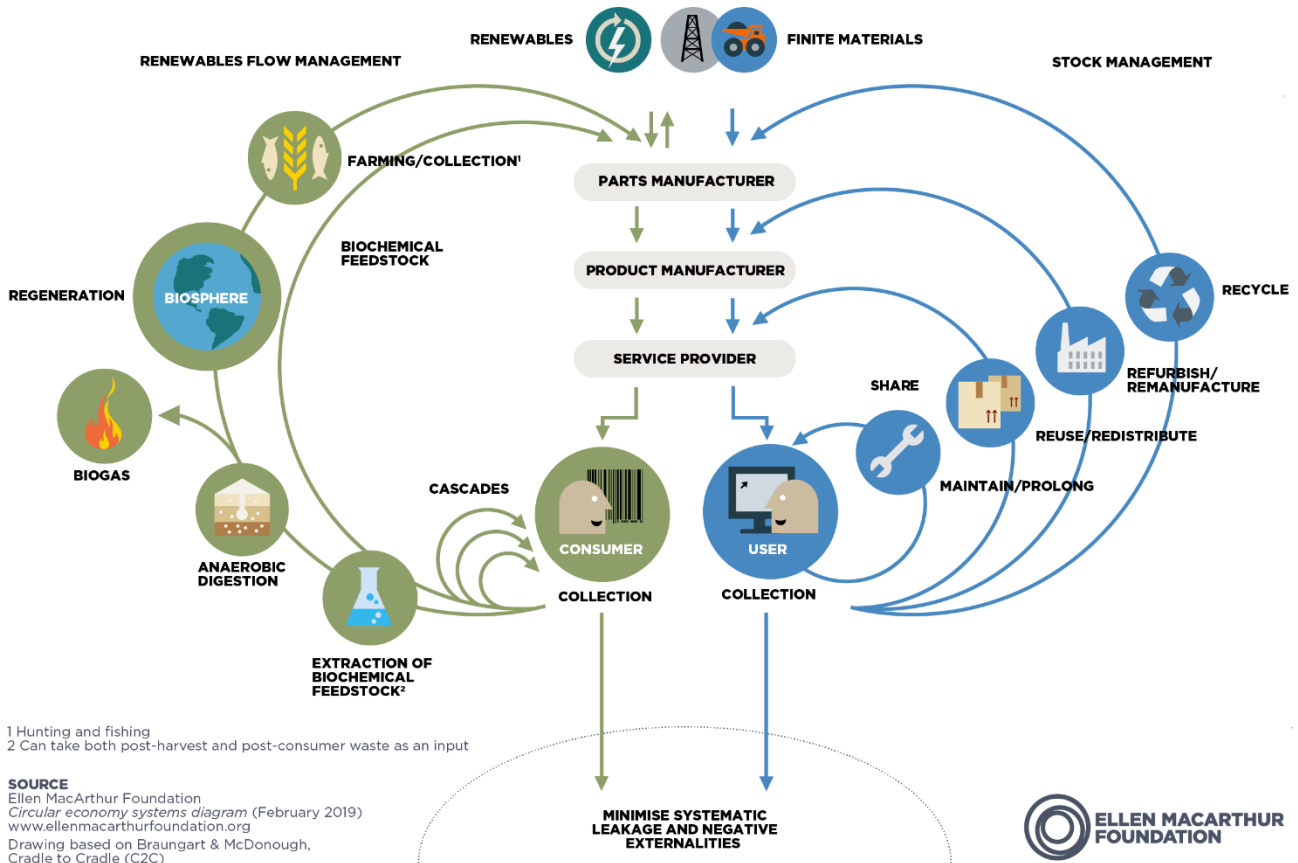 RENEWABLES
FINITE MATERIALS
RENEWABLES FLOW MANAGEMENT
STOCK MANAGEMENT
FARMING/COLLECTION¹
PARTS MANUFACTURER
BIOCHEMICAL
FEEDSTOCK
PRODUCT MANUFACTURER
REGENERATION
BIOSPHERE
RECYCLE
SERVICE PROVIDER
SHARE
REFURBISH/
REMANUFACTURE
REUSE/REDISTRIBUTE
BIOGAS
CASCADES
MAINTAIN/PROLONG
CONSUMER
USER
ANAEROBIC
DIGESTION
COLLECTION
COLLECTION
EXTRACTION OF
BIOCHEMICAL
FEEDSTOCK²
1 Hunting and fishing
2 Can take both post-harvest and post-consumer waste as an input
SOURCE
Ellen MacArthur Foundation
Circular economy systems diagram (February 2019)
www.ellenmacarthurfoundation.org
Drawing based on Braungart & McDonough,
Cradle to Cradle (C2C)
MINIMISE SYSTEMATIC
LEAKAGE AND NEGATIVE
EXTERNALITIES
ELLEN MACARTHUR
FOUNDATION